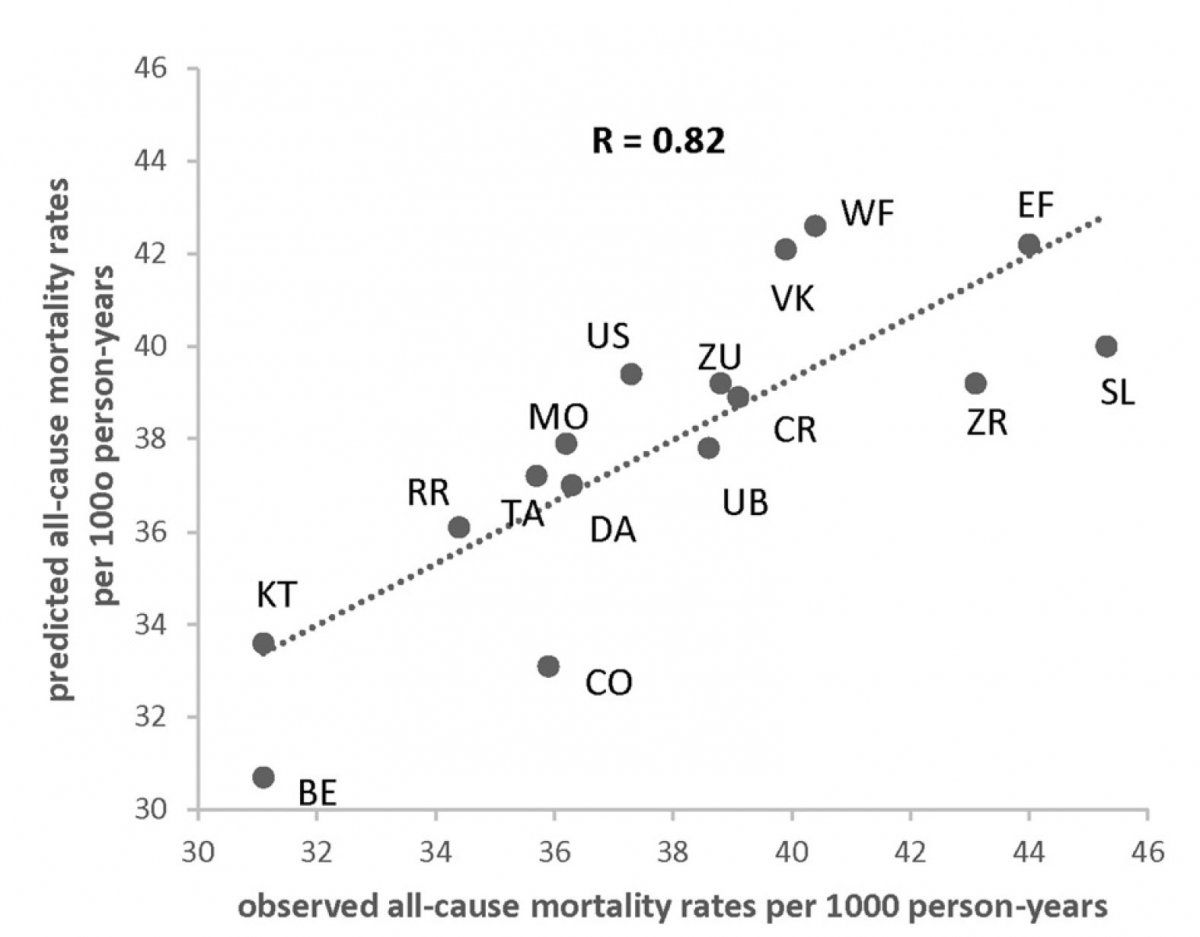 46
R = 0.82
44
WF
EF
42
VK
US
ZU
40
SL
MO
CR
ZR
38
RR
TA
UB
DA
36
KT
34
CO
32
BE
30
30 32 34 36 38 40 42 44 46
predicted all-cause mortality rates
per 100o person-years
observed all-cause mortality rates per 1000 person-years